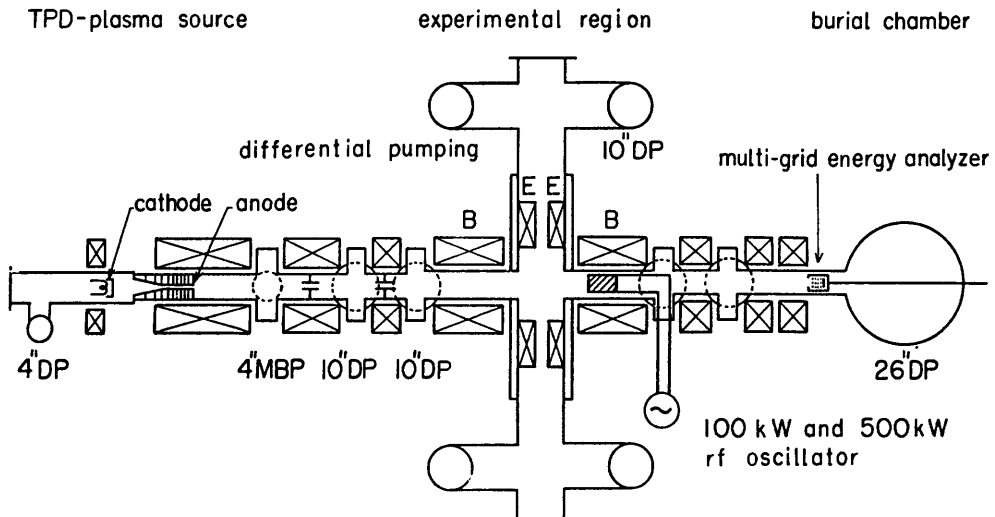 TPD-plasma source
experimental region
burial chamber
differential pumping
10"DP
multi-grid energy analyzer
cathode
anode
B
E E
B
4"DP
4"MBP
10"DP
10"DP
26"DP
100 kW and 500kW
rf oscillator